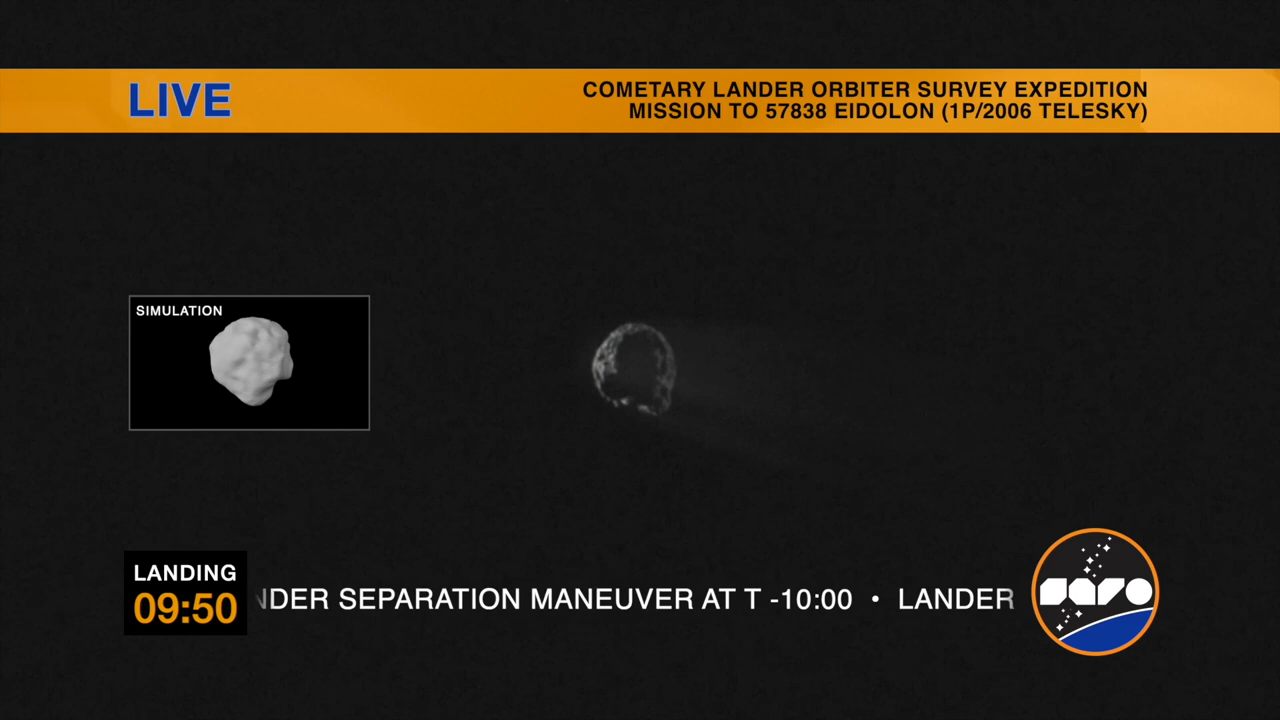 LIVE
COMETARY LANDER ORBITER SURVEY EXPEDITION
MISSION TO 57838 EIDOLON (1P/2006 TELESKY)
SIMULATION
LANDING
09:50
NDER SEPARATION MANEUVER AT T -10:00 • LANDER